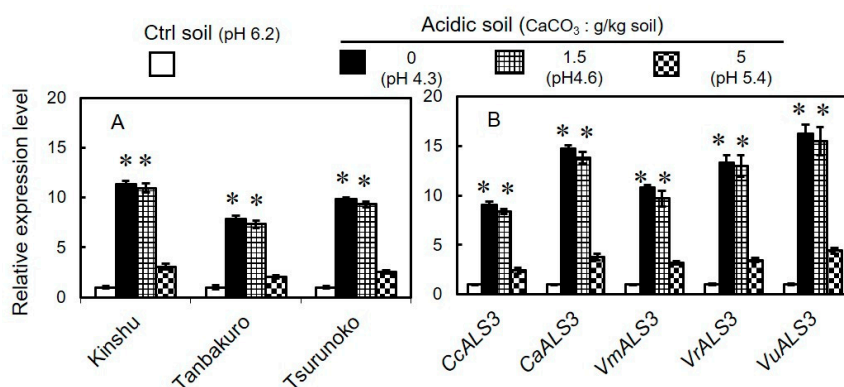 Ctrl soil (pH 6.2)
Acidic soil (CaCO₃ : g/kg soil)
0
(pH 4.3)
1.5
(pH4.6)
5
(pH 5.4)
Relative expression level
20
15
10
5
0
A
* *
* *
* *
Kinshu
Tanbakuro
Tsurunoko
20
15
10
5
0
B
* *
* *
* *
* *
* *
CcALS3
CaALS3
VmALS3
VrALS3
VuALS3